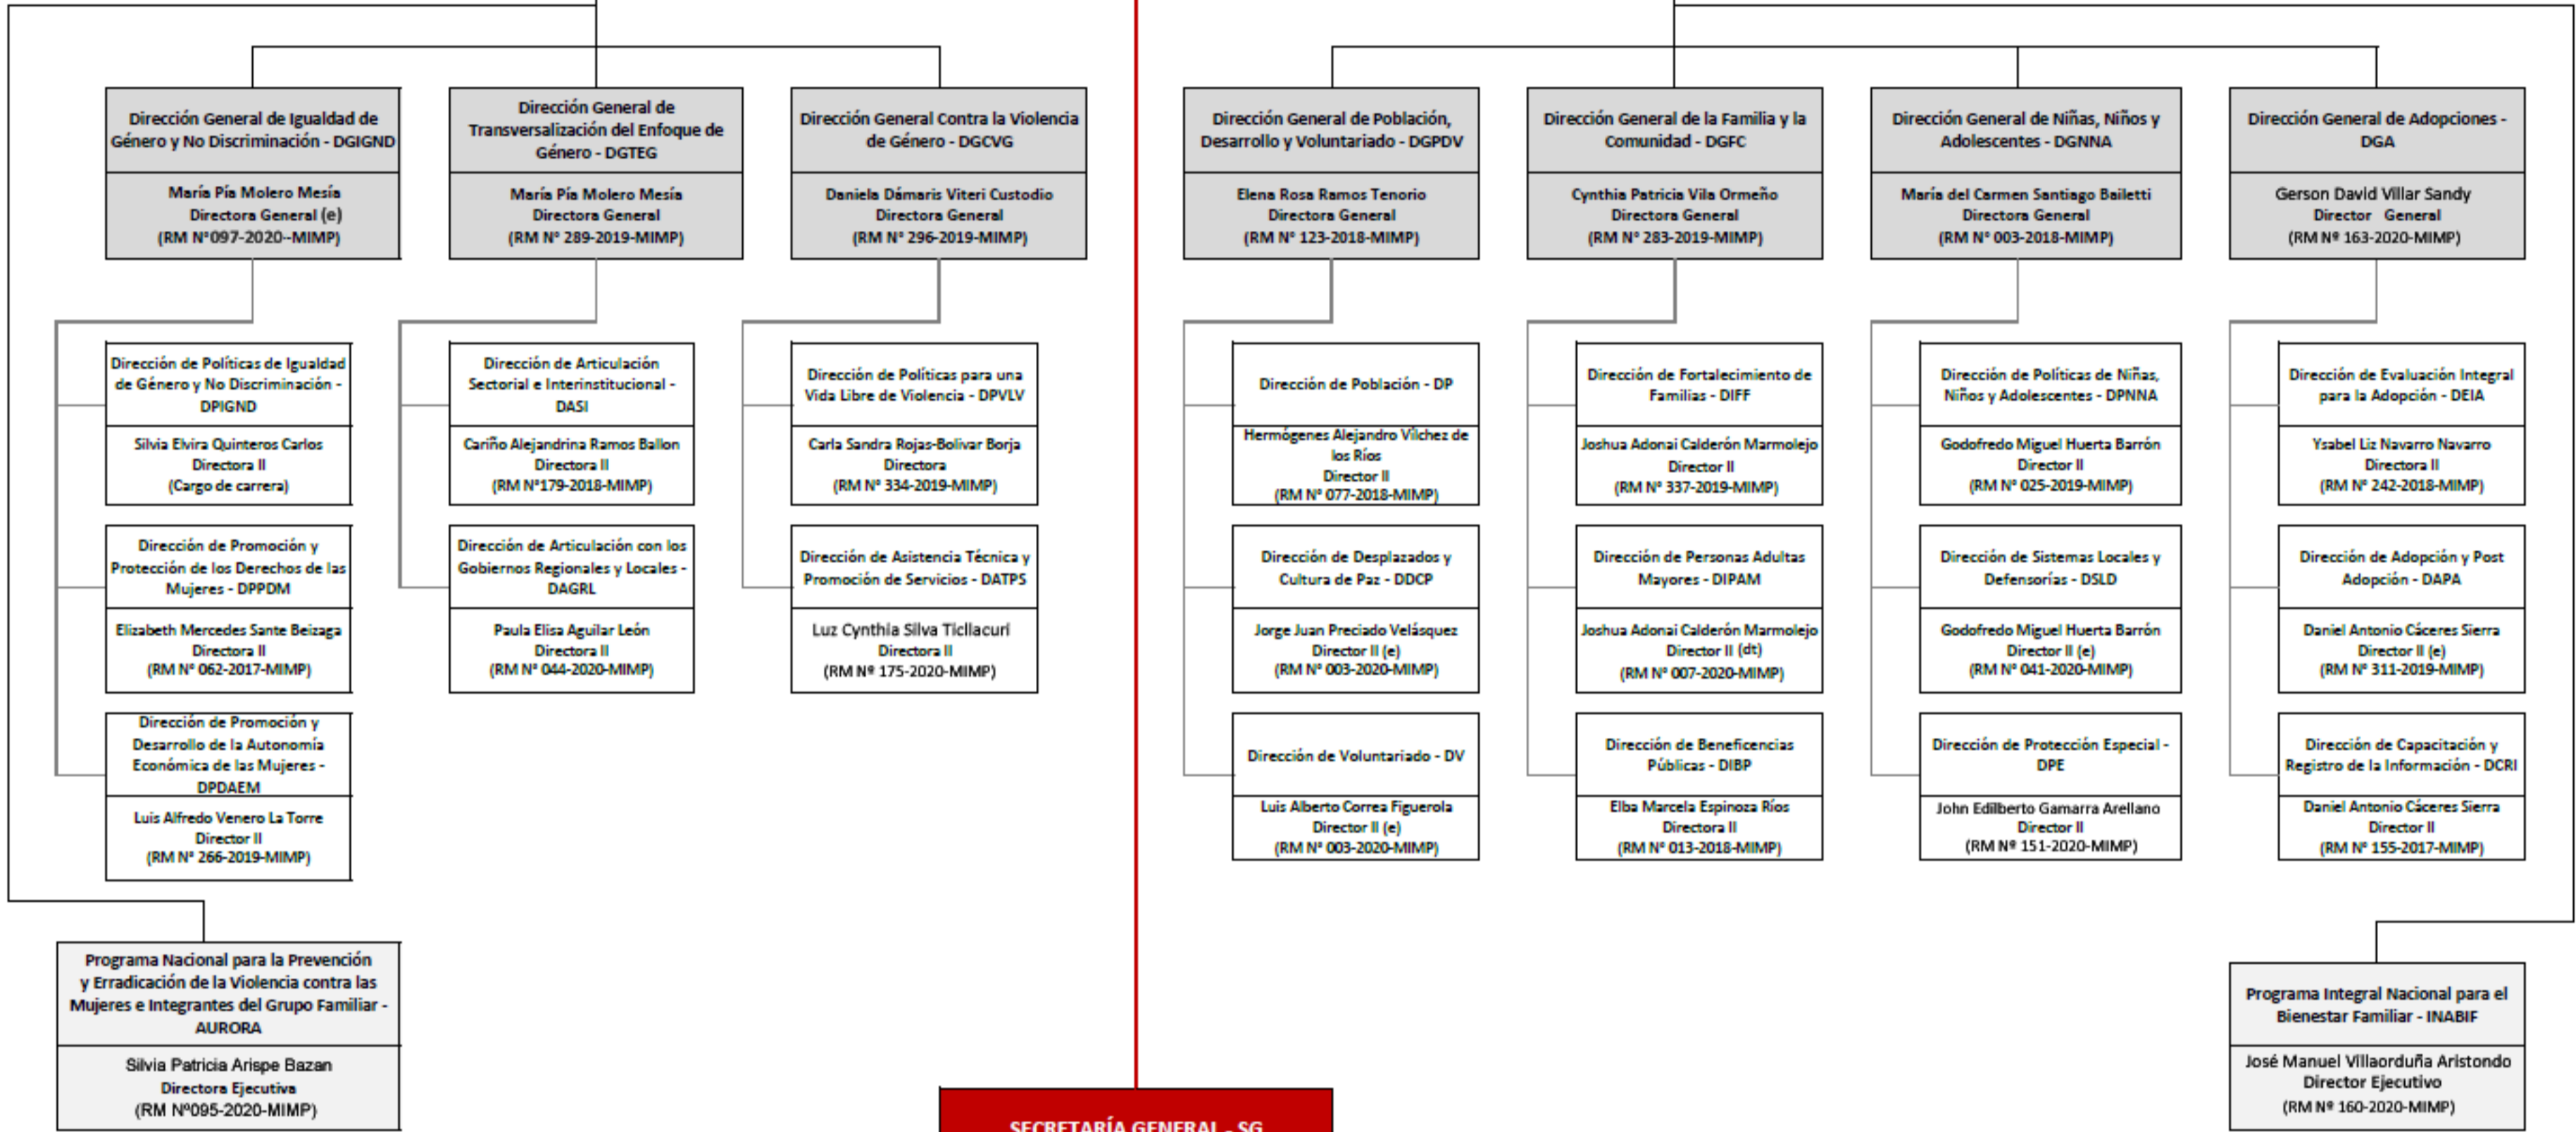 Dirección General de Igualdad de
Género y No Discriminación - DGIGND
María Pía Molero Mesía
Directora General (e)
(RM N°097-2020--MIMP)
Dirección General de
Transversalización del Enfoque de
Género - DGTEG
María Pía Molero Mesía
Directora General
(RM N° 289-2019-MIMP)
Dirección General Contra la Violencia
de Género - DGCVG
Daniela Dámaris Viteri Custodio
Directora General
(RM N° 296-2019-MIMP)
Dirección General de Población,
Desarrollo y Voluntariado - DGPDV
Elena Rosa Ramos Tenorio
Directora General
(RM N° 123-2018-MIMP)
Dirección General de la Familia y la
Comunidad - DGFC
Cynthia Patricia Vila Ormeño
Directora General
(RM N° 283-2019-MIMP)
Dirección General de Niñas, Niños y
Adolescentes - DGNNA
María del Carmen Santiago Bailetti
Directora General
(RM N° 003-2018-MIMP)
Dirección General de Adopciones -
DGA
Gerson David Villar Sandy
Director General
(RM Nº 163-2020-MIMP)
Dirección de Políticas de Igualdad
de Género y No Discriminación -
DPIGND
Silvia Elvira Quinteros Carlos
Directora II
(Cargo de carrera)
Dirección de Promoción y
Protección de los Derechos de las
Mujeres - DPPDM
Elizabeth Mercedes Sante Beizaga
Directora II
(RM N° 062-2017-MIMP)
Dirección de Promoción y
Desarrollo de la Autonomía
Económica de las Mujeres -
DPDAEM
Luis Alfredo Venero La Torre
Director II
(RM N° 266-2019-MIMP)
Dirección de Articulación
Sectorial e Interinstitucional -
DASI
Cariño Alejandrina Ramos Ballon
Directora II
(RM N°179-2018-MIMP)
Dirección de Articulación con los
Gobiernos Regionales y Locales -
DAGRL
Paula Elisa Aguilar León
Directora II
(RM N° 044-2020-MIMP)
Dirección de Políticas para una
Vida Libre de Violencia - DPVLV
Carla Sandra Rojas-Bolivar Borja
Directora
(RM N° 334-2019-MIMP)
Dirección de Asistencia Técnica y
Promoción de Servicios - DATPS
Luz Cynthia Silva Ticllacuri
Directora II
(RM Nº 175-2020-MIMP)
Dirección de Población - DP
Hermógenes Alejandro Vílchez de
los Ríos
Director II
(RM N° 077-2018-MIMP)
Dirección de Desplazados y
Cultura de Paz - DDCP
Jorge Juan Preciado Velásquez
Director II (e)
(RM N° 003-2020-MIMP)
Dirección de Voluntariado - DV
Luis Alberto Correa Figuerola
Director II (e)
(RM N° 003-2020-MIMP)
Dirección de Fortalecimiento de
Familias - DIFF
Joshua Adonai Calderón Marmolejo
Director II
(RM N° 337-2019-MIMP)
Dirección de Personas Adultas
Mayores - DIPAM
Joshua Adonai Calderón Marmolejo
Director II (dt)
(RM N° 007-2020-MIMP)
Dirección de Beneficencias
Públicas - DIBP
Elba Marcela Espinoza Ríos
Directora II
(RM N° 013-2018-MIMP)
Dirección de Políticas de Niñas,
Niños y Adolescentes - DPNNA
Godofredo Miguel Huerta Barrón
Director II
(RM N° 025-2019-MIMP)
Dirección de Sistemas Locales y
Defensorías - DSLD
Godofredo Miguel Huerta Barrón
Director II (e)
(RM N° 041-2020-MIMP)
Dirección de Protección Especial -
DPE
John Edilberto Gamarra Arellano
Director II
(RM Nº 151-2020-MIMP)
Dirección de Evaluación Integral
para la Adopción - DEIA
Ysabel Liz Navarro Navarro
Directora II
(RM N° 242-2018-MIMP)
Dirección de Adopción y Post
Adopción - DAPA
Daniel Antonio Cáceres Sierra
Director II (e)
(RM N° 311-2019-MIMP)
Dirección de Capacitación y
Registro de la Información - DCRI
Daniel Antonio Cáceres Sierra
Director II
(RM N° 155-2017-MIMP)
Programa Nacional para la Prevención
y Erradicación de la Violencia contra las
Mujeres e Integrantes del Grupo Familiar -
AURORA
Silvia Patricia Arispe Bazan
Directora Ejecutiva
(RM Nº095-2020-MIMP)
Programa Integral Nacional para el
Bienestar Familiar - INABIF
José Manuel Villaorduña Aristondo
Director Ejecutivo
(RM Nº 160-2020-MIMP)
SECRETARÍA GENERAL - SG